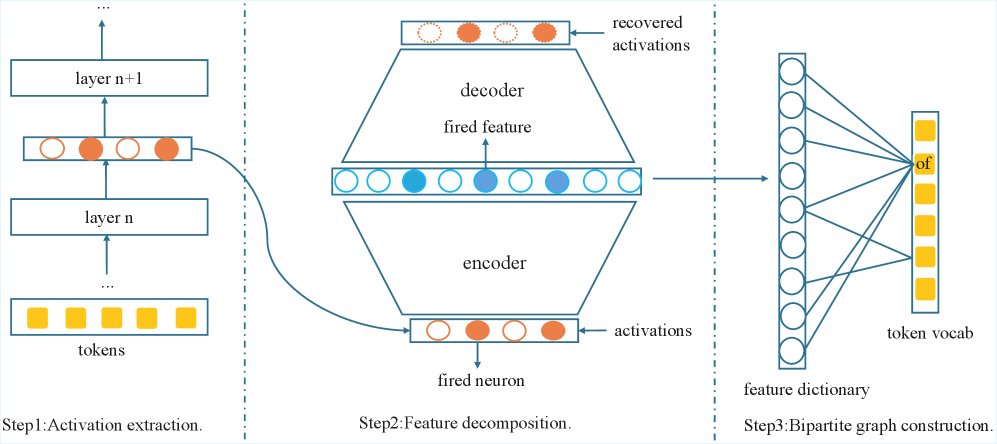 ...
layer n+1
layer n
...
tokens
Step1:Activation extraction.
recovered
activations
decoder
fired feature
encoder
activations
fired neuron
Step2:Feature decomposition.
of
token vocab
feature dictionary
Step3:Bipartite graph construction.